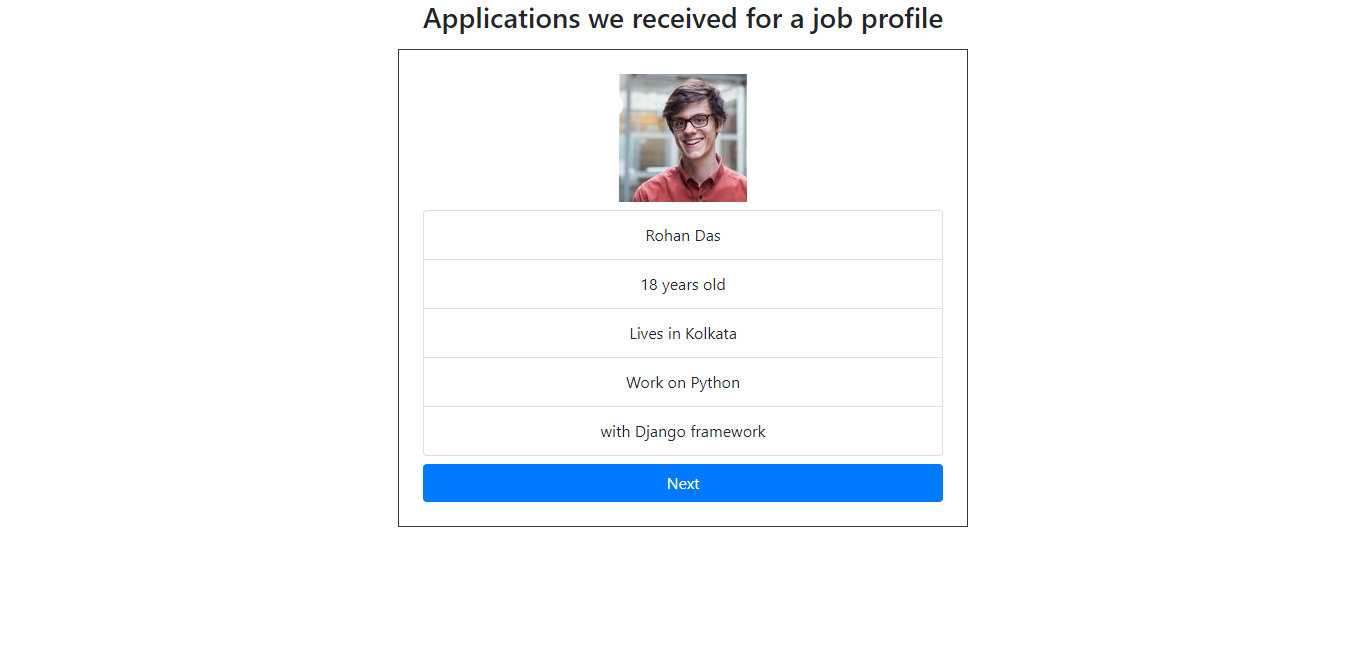 Applications we received for a job profile
Rohan Das
18 years old
Lives in Kolkata
Work on Python
with Django framework
Next